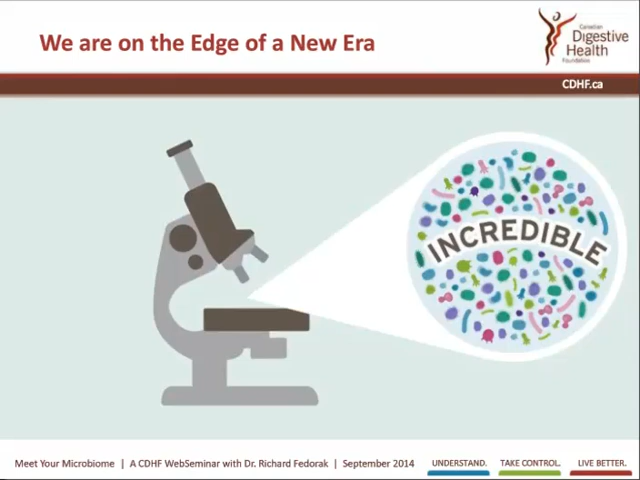 We are on the Edge of a New Era
Canadian
Digestive
Health
Foundation
CDHF.ca
INCREDIBLE
Meet Your Microbiome | A CDHF WebSeminar with Dr. Richard Fedorak | September 2014
UNDERSTAND. TAKE CONTROL. LIVE BETTER.